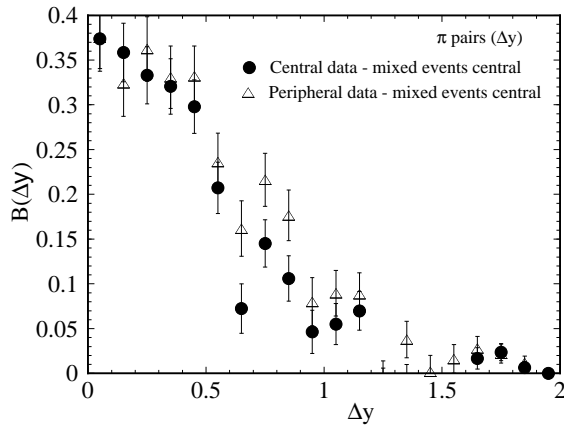 0.4
0.35
0.3
0.25
0.2
0.15
0.1
0.05
0
B(Δy)
π pairs (Δy)
Central data - mixed events central
Peripheral data - mixed events central
0 0.5 1 1.5 2
Δy